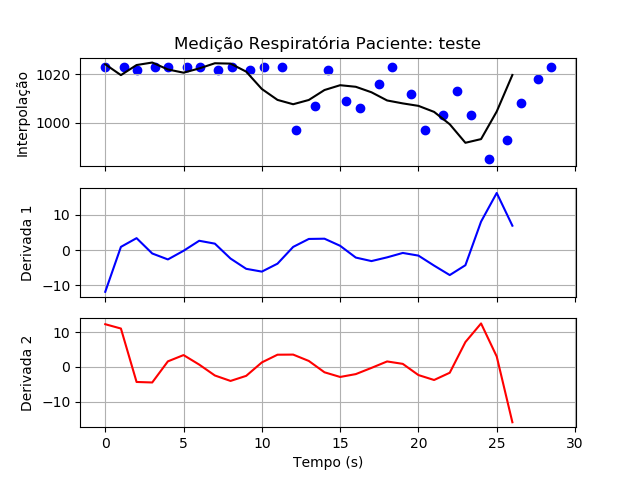 Medição Respiratória Paciente: teste
Interpolação
1020
1000
Derivada 1
10
0
−10
Derivada 2
10
0
−10
0 5 10 15 20 25 30
Tempo (s)